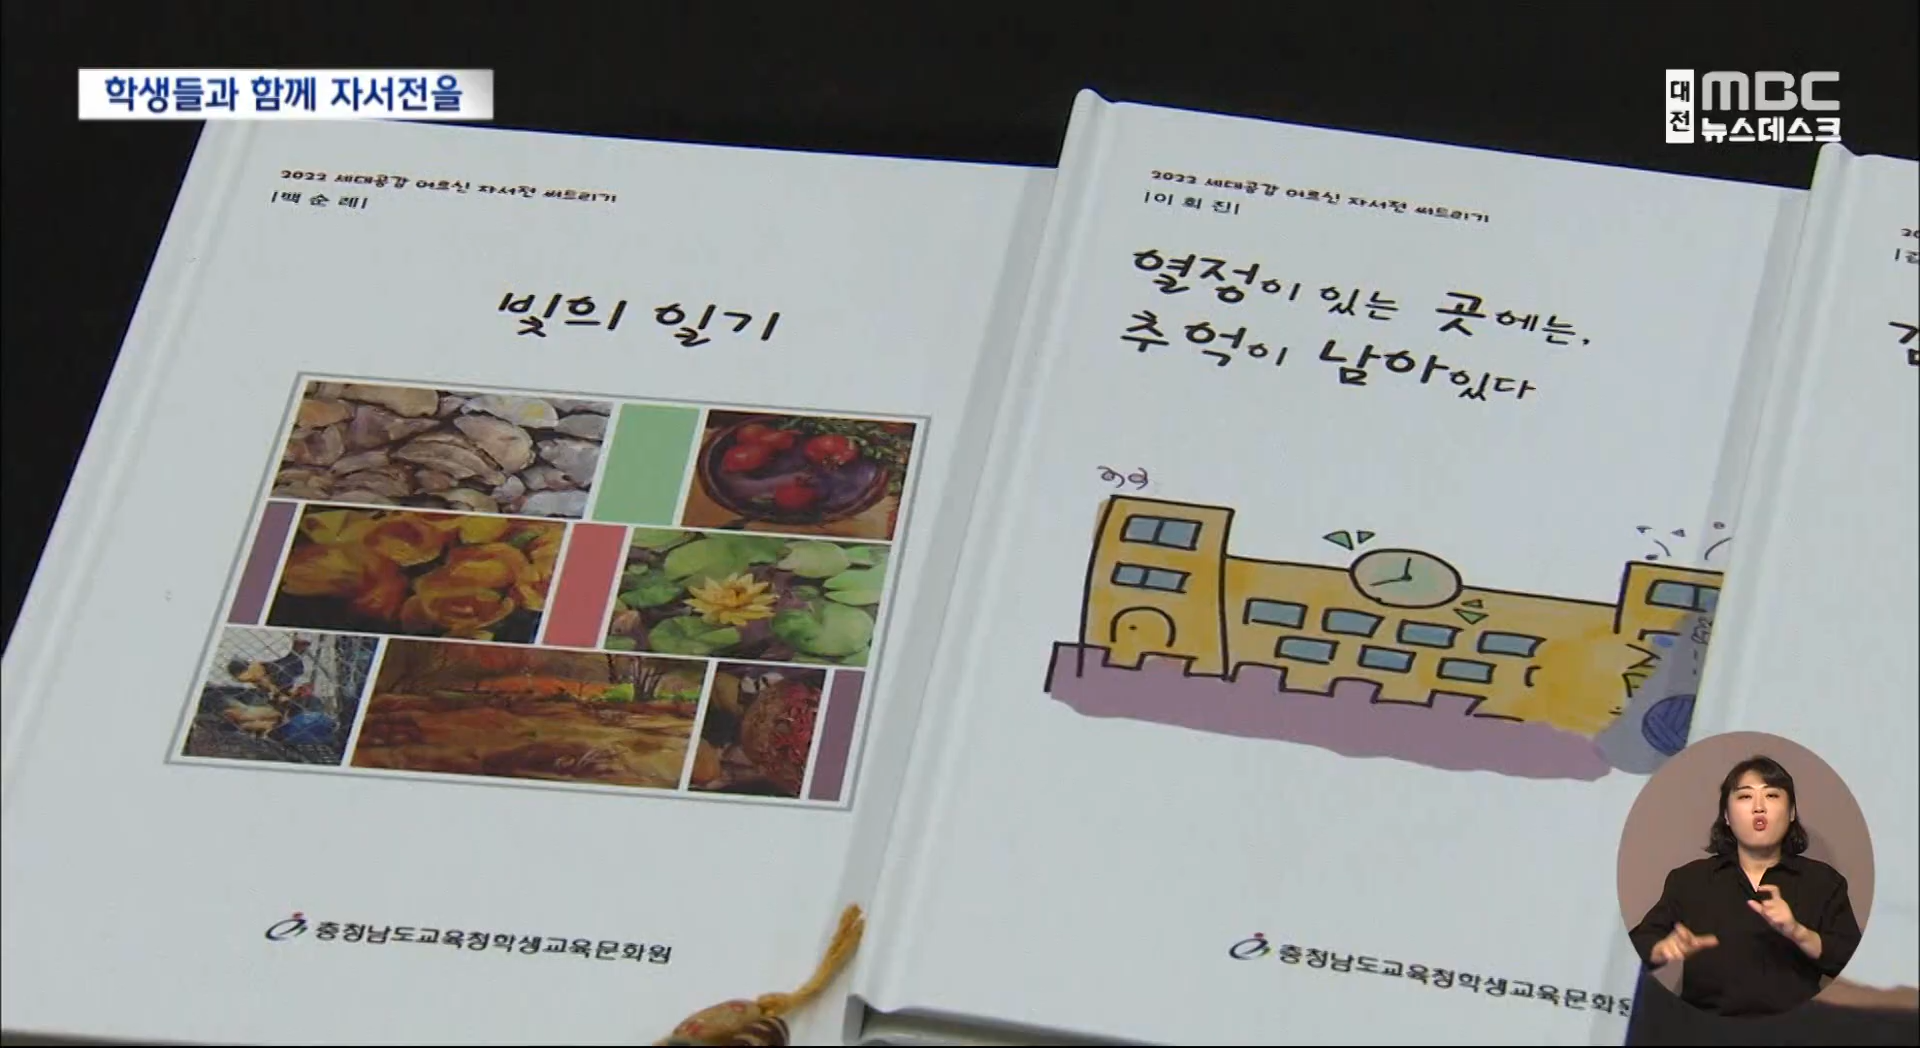 학생들과 함께 자서전을
대전
MBC
뉴스데스크
2022 세대공감 어르신 자서전 써드리기
|백 순 례|
빛의 일기
충청남도교육청학생교육문화원
2022 세대공감 어르신 자서전 써드리기
|이 희 진|
열정이 있는 곳에는,
추억이 남아있다
충청남도교육청학생교육문화원